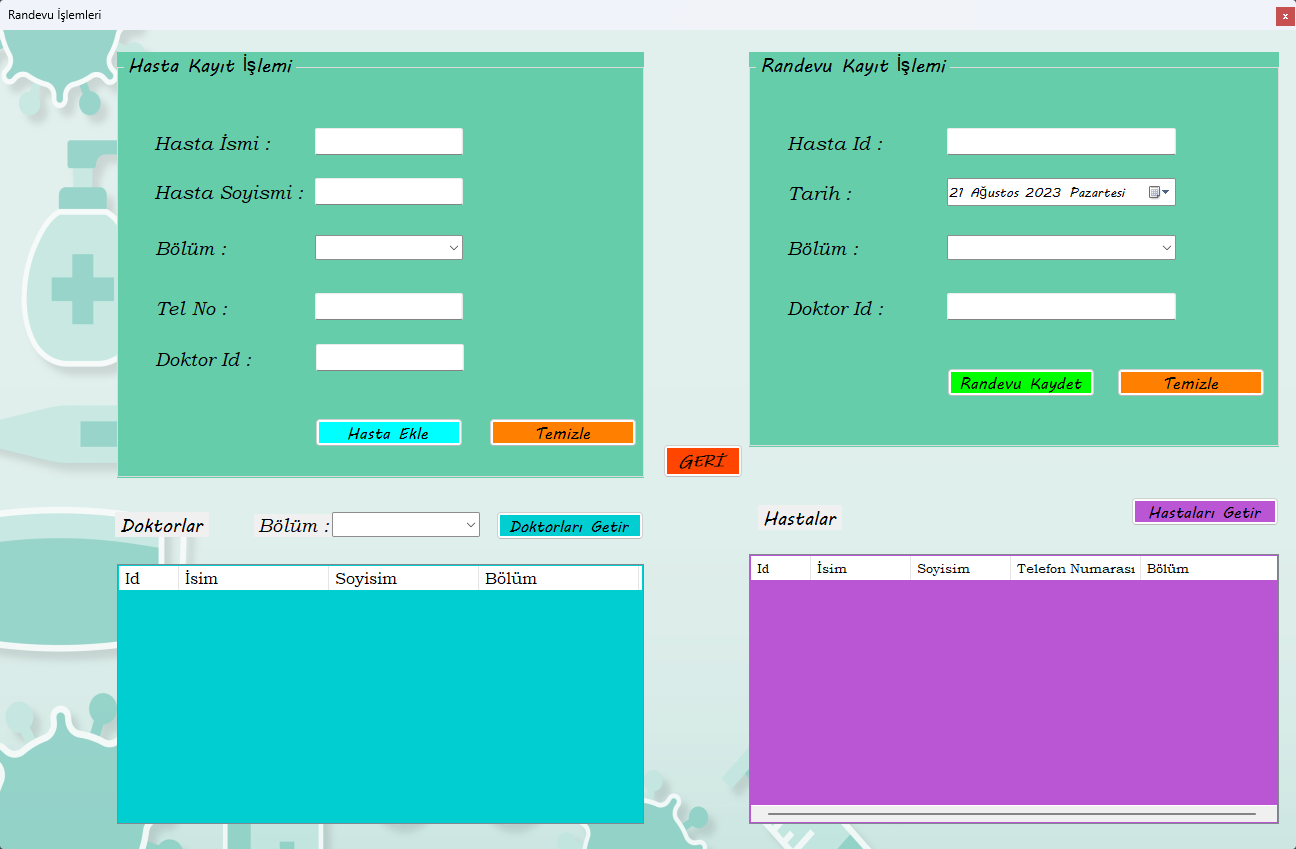 Randevu İşlemleri
x
Hasta Kayıt İşlemi
Hasta İsmi :
Hasta Soyismi :
Bölüm :
Tel No :
Doktor Id :
Hasta Ekle
Temizle
Randevu Kayıt İşlemi
Hasta Id :
Tarih :
21 Ağustos 2023 Pazartesi
Bölüm :
Doktor Id :
Randevu Kaydet
Temizle
GERİ
Doktorlar
Bölüm :
Doktorları Getir
Id İsim Soyisim Bölüm
Hastalar
Hastaları Getir
Id İsim Soyisim Telefon Numarası Bölüm